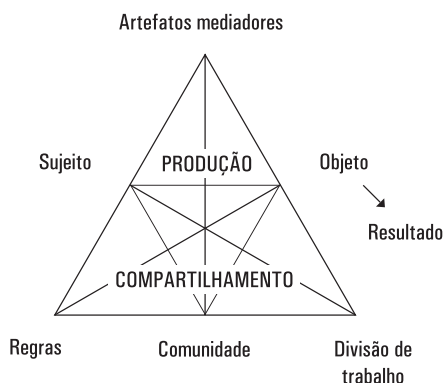 Artefatos mediadores
Sujeito
PRODUÇÃO
Objeto
Resultado
COMPARTILHAMENTO
Regras
Comunidade
Divisão de
trabalho